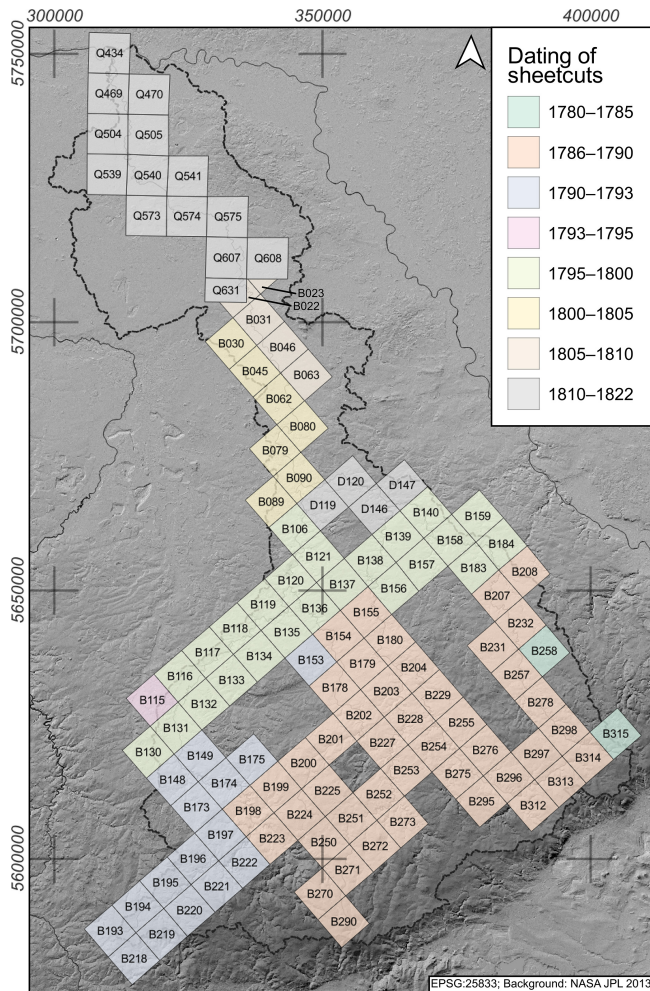 300000 350000 400000
5750000
5700000
5650000
5600000
Dating of
sheetcuts
1780–1785
1786–1790
1790–1793
1793–1795
1795–1800
1800–1805
1805–1810
1810–1822
Q434
Q469 Q470
Q504 Q505
Q539 Q540 Q541
Q573 Q574 Q575
Q607 Q608
Q631
B023
B022
B031
B030 B046
B045 B063
B062
B080
B079
B090
B089
D120 D147
D119 D146
B140 B159
B106
B139 B158 B184
B121
B138 B157 B183 B208
B120 B137 B156
B207
B119 B136 B155
B232
B118 B135 B154 B180
B231 B258
B117 B134 B153 B179 B204
B257
B116 B133 B178 B203 B229
B278
B115 B132 B202 B228 B255
B298 B315
B131 B201 B227 B254 B276 B297 B314
B130 B149 B175 B200 B253 B275 B296 B313
B148 B174 B199 B225 B252 B295 B312
B173 B198 B224 B251 B273
B197 B223 B250 B272
B196 B222 B271
B195 B221 B270
B194 B220 B290
B193 B219
B218
EPSG:25833; Background: NASA JPL 2013